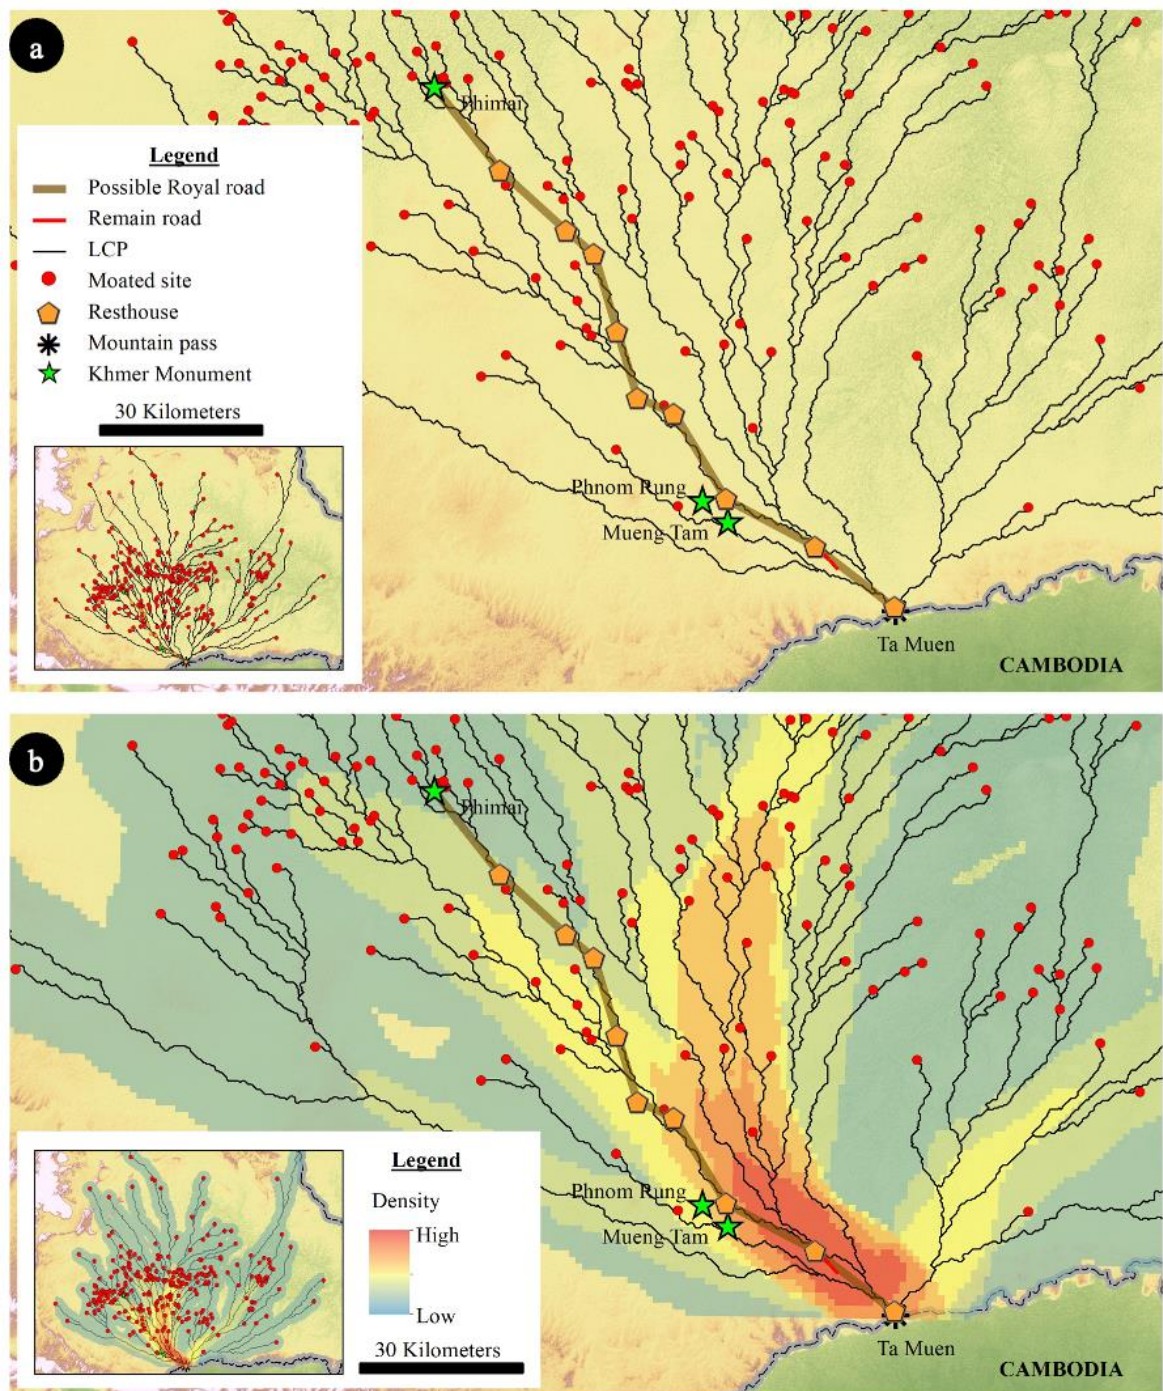 a
Phimai
Legend
Possible Royal road
Remain road
LCP
Moated site
Resthouse
Mountain pass
Khmer Monument
30 Kilometers
Phnom Rung
Mueng Tam
Ta Muen
CAMBODIA
b
Phimai
Phnom Rung
Mueng Tam
Legend
Density
High
Low
30 Kilometers
Ta Muen
CAMBODIA